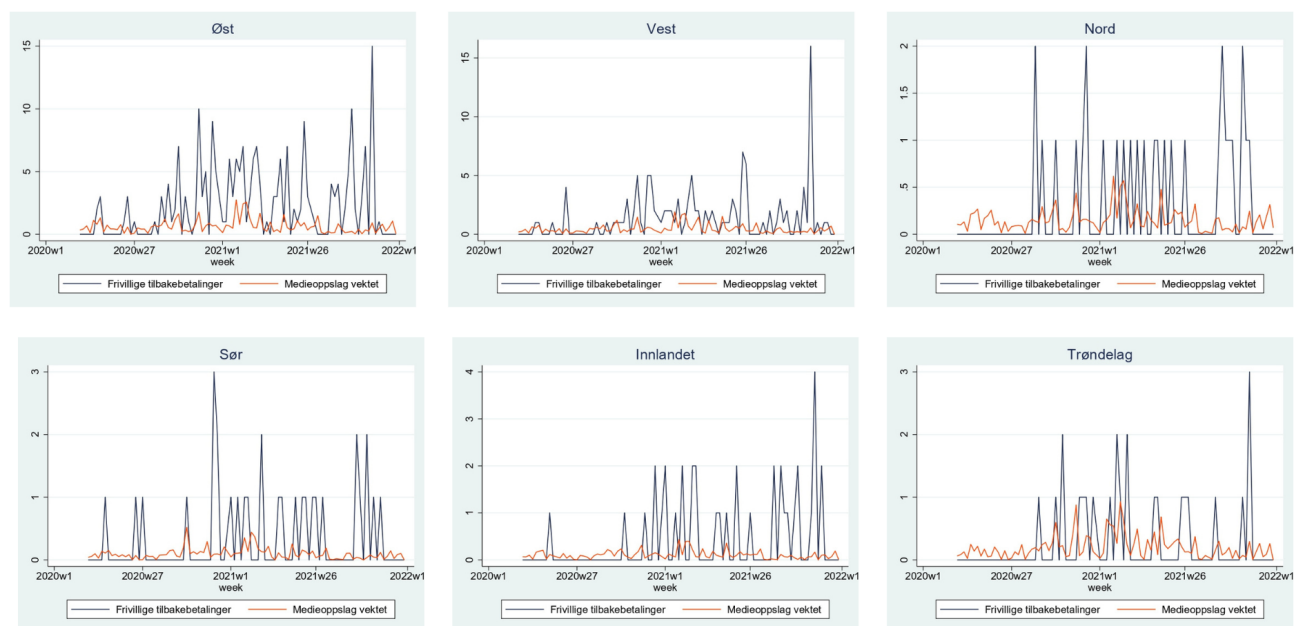 Øst
15
10
5
0
2020w1
2020w27
2021w1
2021w26
2022w1
week
Frivillige tilbakebetalinger
Medieoppslag vektet
Vest
15
10
5
0
2020w1
2020w27
2021w1
2021w26
2022w1
week
Frivillige tilbakebetalinger
Medieoppslag vektet
Nord
2
1.5
1
.5
0
2020w1
2020w27
2021w1
2021w26
2022w1
week
Frivillige tilbakebetalinger
Medieoppslag vektet
Sør
3
2
1
0
2020w1
2020w27
2021w1
2021w26
2022w1
week
Frivillige tilbakebetalinger
Medieoppslag vektet
Innlandet
4
3
2
1
0
2020w1
2020w27
2021w1
2021w26
2022w1
week
Frivillige tilbakebetalinger
Medieoppslag vektet
Trøndelag
3
2
1
0
2020w1
2020w27
2021w1
2021w26
2022w1
week
Frivillige tilbakebetalinger
Medieoppslag vektet